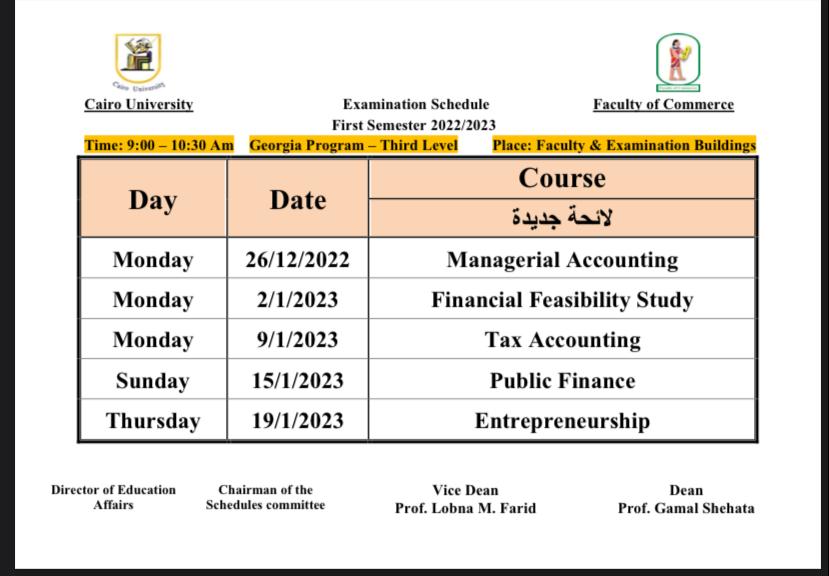 Cairo University
Cairo University
Faculty of Commerce
Examination Schedule
First Semester 2022/2023
Time: 9:00 – 10:30 Am Georgia Program – Third Level Place: Faculty & Examination Buildings
Day Date Course
لائحة جديدة
Monday 26/12/2022 Managerial Accounting
Monday 2/1/2023 Financial Feasibility Study
Monday 9/1/2023 Tax Accounting
Sunday 15/1/2023 Public Finance
Thursday 19/1/2023 Entrepreneurship
Director of Education
Affairs
Chairman of the
Schedules committee
Vice Dean
Prof. Lobna M. Farid
Dean
Prof. Gamal Shehata